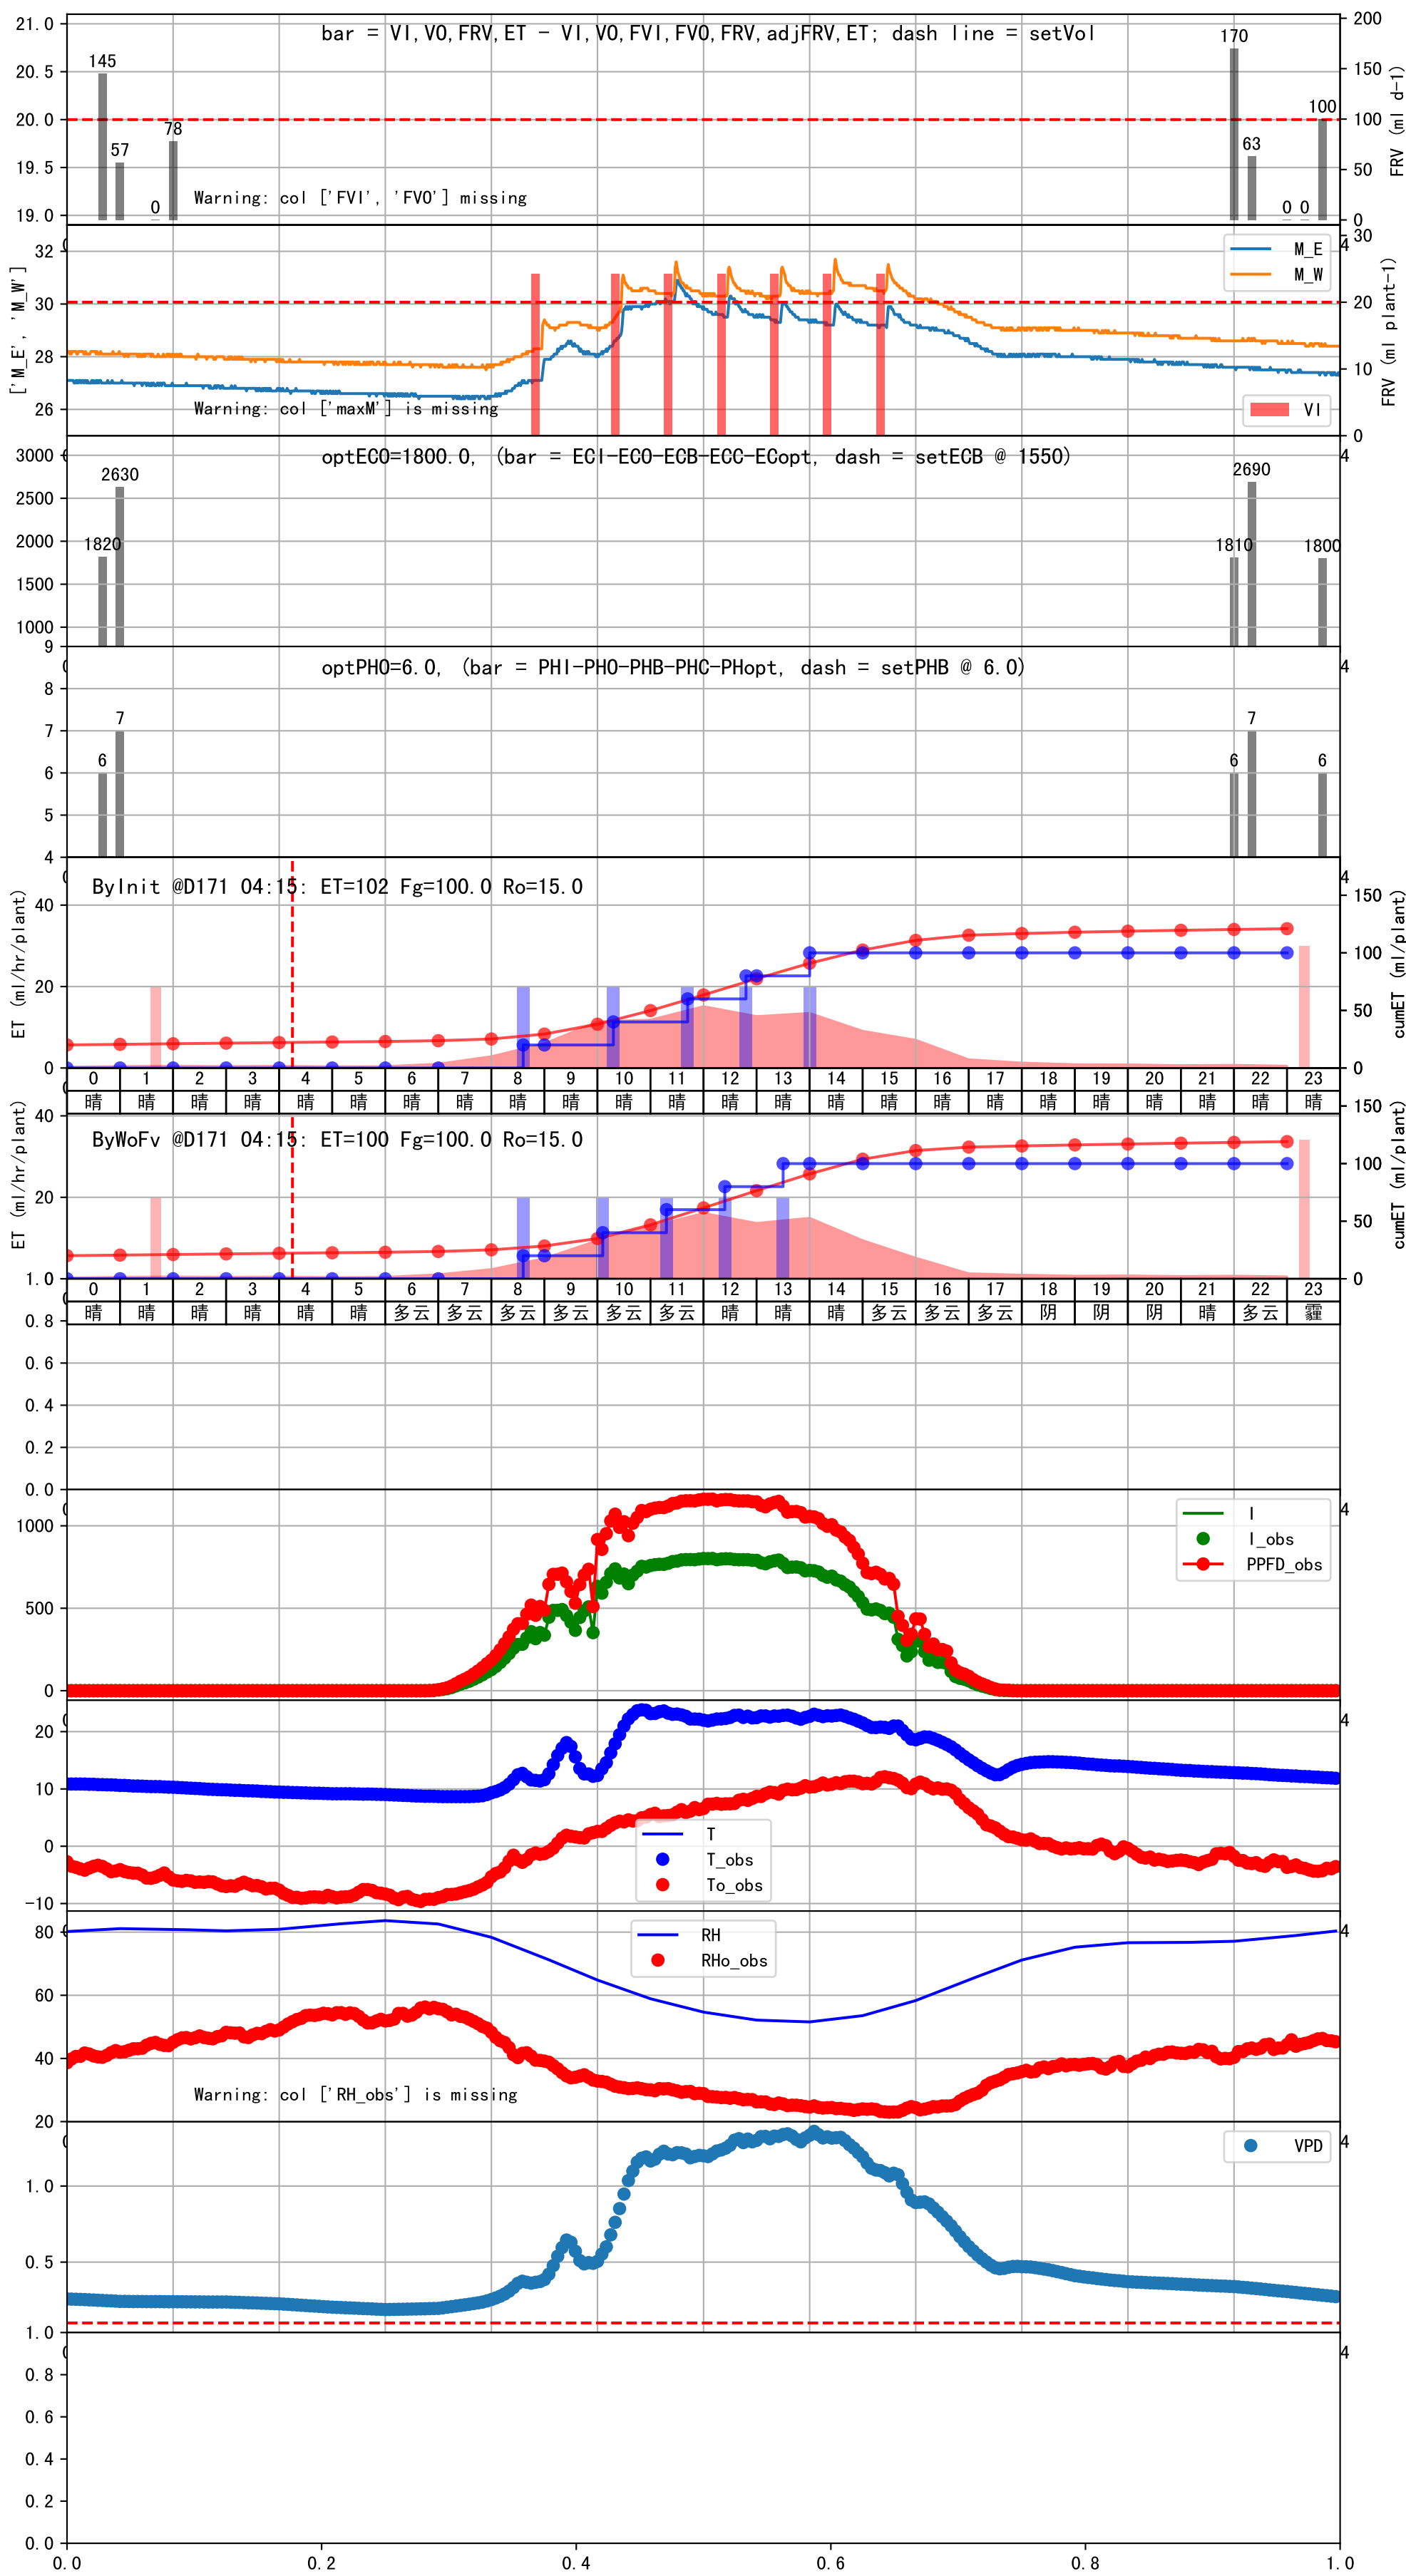 bar = VI,VO,FRV,ET - VI,VO,FVI,FVO,FRV,adjFRV,ET; dash line = setVol
21.0
20.5
20.0
19.5
19.0
200
150
100
50
0
FRV (ml d-1)
145
57
0
78
170
63
0
0
100
Warning: col ['FVI', 'FVO'] missing
['M_E', 'M_W']
32
30
28
26
30
20
10
0
FRV (ml plant-1)
M_E
M_W
VI
Warning: col ['maxM'] is missing
4
optECO=1800.0, (bar = ECI-ECO-ECB-ECC-ECopt, dash = setECB @ 1550)
3000
2500
2000
1500
1000
1820
2630
1810
2690
1800
4
optPHO=6.0, (bar = PHI-PHO-PHB-PHC-PHopt, dash = setPHB @ 6.0)
9
8
7
6
5
4
6
7
6
7
6
4
ByInit @D171 04:15: ET=102 Fg=100.0 Ro=15.0
ET (ml/hr/plant)
40
20
0
150
100
50
0
cumET (ml/plant)
4
0 1 2 3 4 5 6 7 8 9 10 11 12 13 14 15 16 17 18 19 20 21 22 23
晴 晴 晴 晴 晴 晴 晴 晴 晴 晴 晴 晴 晴 晴 晴 晴 晴 晴 晴 晴 晴 晴 晴 晴
ByWoFv @D171 04:15: ET=100 Fg=100.0 Ro=15.0
ET (ml/hr/plant)
40
20
150
100
50
0
cumET (ml/plant)
0 1 2 3 4 5 6 7 8 9 10 11 12 13 14 15 16 17 18 19 20 21 22 23
晴 晴 晴 晴 晴 晴 多云 多云 多云 多云 多云 多云 晴 晴 晴 多云 多云 多云 阴 阴 阴 晴 多云 霾
1.0
0.8
0.6
0.4
0.2
0.0
1000
500
0
I
I_obs
PPFD_obs
4
20
10
0
-10
T
T_obs
To_obs
4
80
60
40
20
RH
RHo_obs
Warning: col ['RH_obs'] is missing
4
1.0
0.5
VPD
4
1.0
0.8
0.6
0.4
0.2
0.0
4
0.0 0.2 0.4 0.6 0.8 1.0